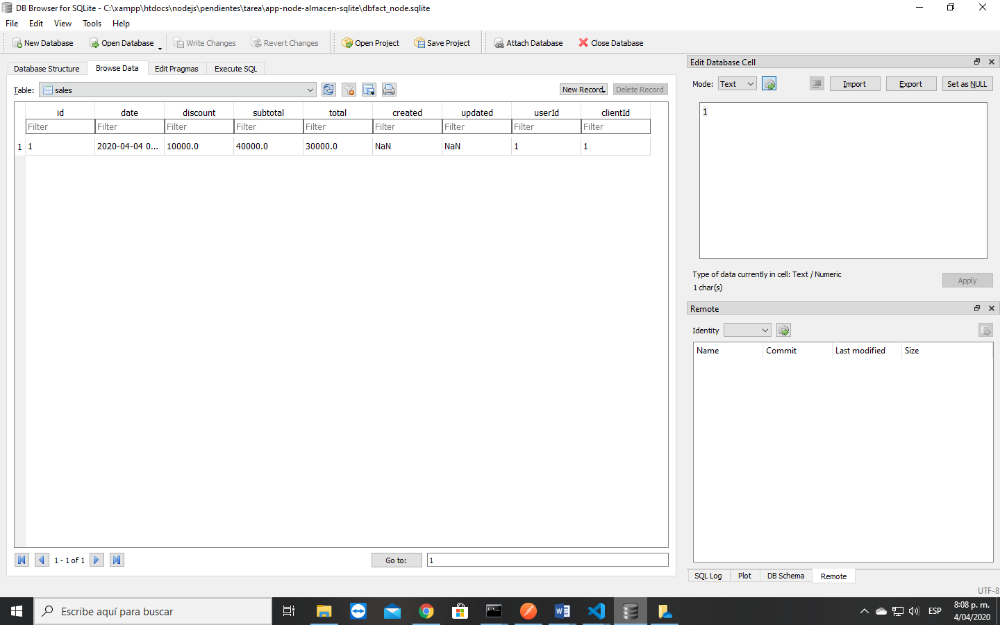 DB Browser for SQLite - C:\xampp\htdocs\nodejs\pendientes\tarea\app-node-almacen-sqlite\dbfact_node.sqlite
File Edit View Tools Help
New Database Open Database Write Changes Revert Changes Open Project Save Project Attach Database Close Database
Database Structure Browse Data Edit Pragmas Execute SQL
Table: sales New Record Delete Record
id date discount subtotal total created updated userId clientId
Filter Filter Filter Filter Filter Filter Filter Filter Filter
1 1 2020-04-04 0... 10000.0 40000.0 30000.0 NaN NaN 1 1
1 - 1 of 1 Go to: 1
Edit Database Cell
Mode: Text Import Export Set as NULL
1
Type of data currently in cell: Text / Numeric
1 char(s)
Apply
Remote
Identity
Name Commit Last modified Size
SQL Log Plot DB Schema Remote
UTF-8
Escribe aquí para buscar
ESP
8:08 p. m.
4/04/2020